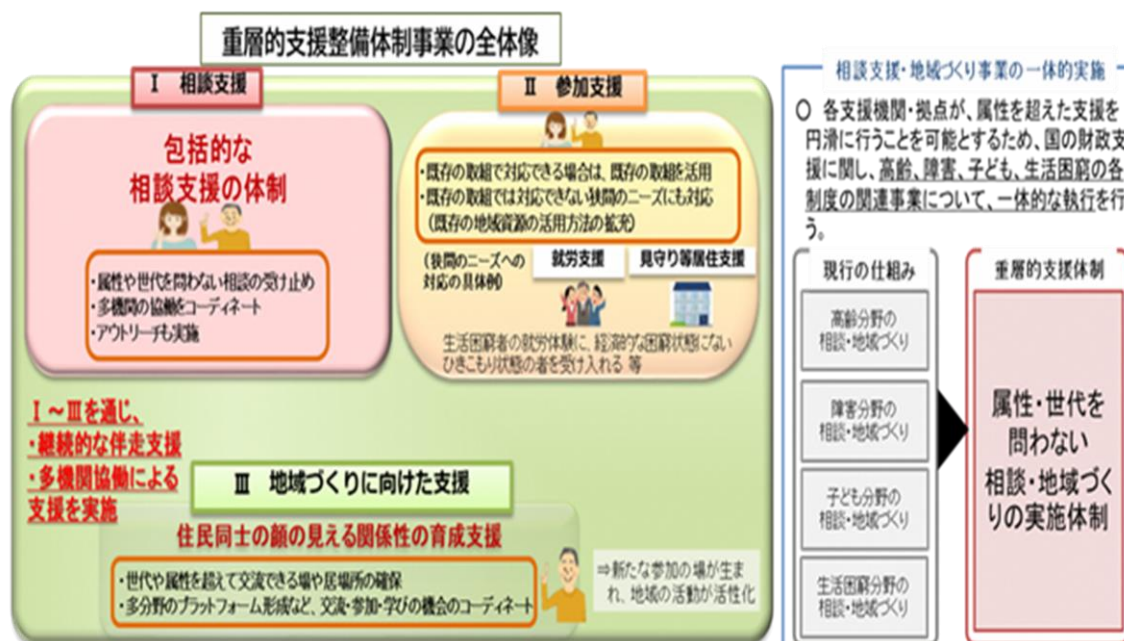 重層的支援整備体制事業の全体像
Ⅰ 相談支援
包括的な
相談支援の体制
・属性や世代を問わない相談の受け止め
・多機関の協働をコーディネート
・アウトリーチも実施
Ⅱ 参加支援
・既存の取組で対応できる場合は、既存の取組を活用
・既存の取組では対応できない狭間のニーズにも対応
(既存の地域資源の活用方法の拡充)
(狭間のニーズへの
対応の具体例)
就労支援
見守り等居住支援
生活困窮者の就労体験に、経済的な困窮状態にない
ひきこもり状態の者を受け入れる 等
Ⅰ～Ⅲを通じ、
・継続的な伴走支援
・多機関協働による
支援を実施
Ⅲ 地域づくりに向けた支援
住民同士の顔の見える関係性の育成支援
・世代や属性を超えて交流できる場や居場所の確保
・多分野のプラットフォーム形成など、交流・参加・学びの機会のコーディネート
⇒新たな参加の場が生ま
れ、地域の活動が活性化
相談支援・地域づくり事業の一体的実施
○ 各支援機関・拠点が、属性を超えた支援を
円滑に行うことを可能とするため、国の財政支
援に関し、高齢、障害、子ども、生活困窮の各
制度の関連事業について、一体的な執行を行
う。
現行の仕組み
高齢分野の
相談・地域づくり
障害分野の
相談・地域づくり
子ども分野の
相談・地域づくり
生活困窮分野の
相談・地域づくり
重層的支援体制
属性・世代を
問わない
相談・地域づく
りの実施体制